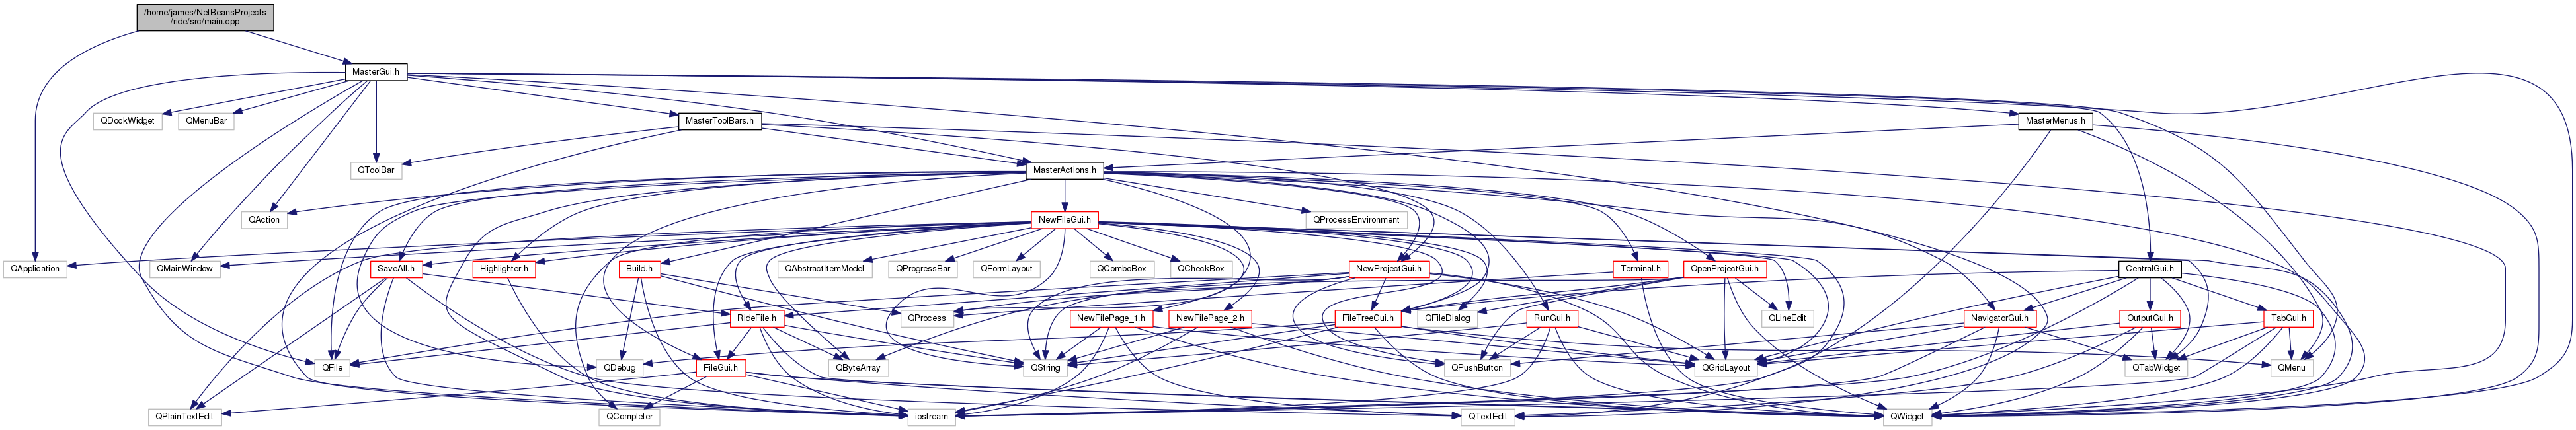 /home/james/NetBeansProjects
/ride/src/main.cpp
MasterGui.h
QDockWidget
QMenuBar
MasterToolBars.h
MasterMenus.h
QToolBar
MasterActions.h
QAction
NewFileGui.h
QProcessEnvironment
QApplication
QMainWindow
SaveAll.h
Highlighter.h
Build.h
QAbstractItemModel
QProgressBar
QFormLayout
QComboBox
QCheckBox
NewProjectGui.h
Terminal.h
OpenProjectGui.h
CentralGui.h
QProcess
RideFile.h
NewFilePage_1.h
NewFilePage_2.h
FileTreeGui.h
QFileDialog
RunGui.h
QLineEdit
NavigatorGui.h
OutputGui.h
TabGui.h
QFile
QDebug
FileGui.h
QByteArray
QString
QPushButton
QGridLayout
QTabWidget
QMenu
QPlainTextEdit
QCompleter
iostream
QTextEdit
QWidget